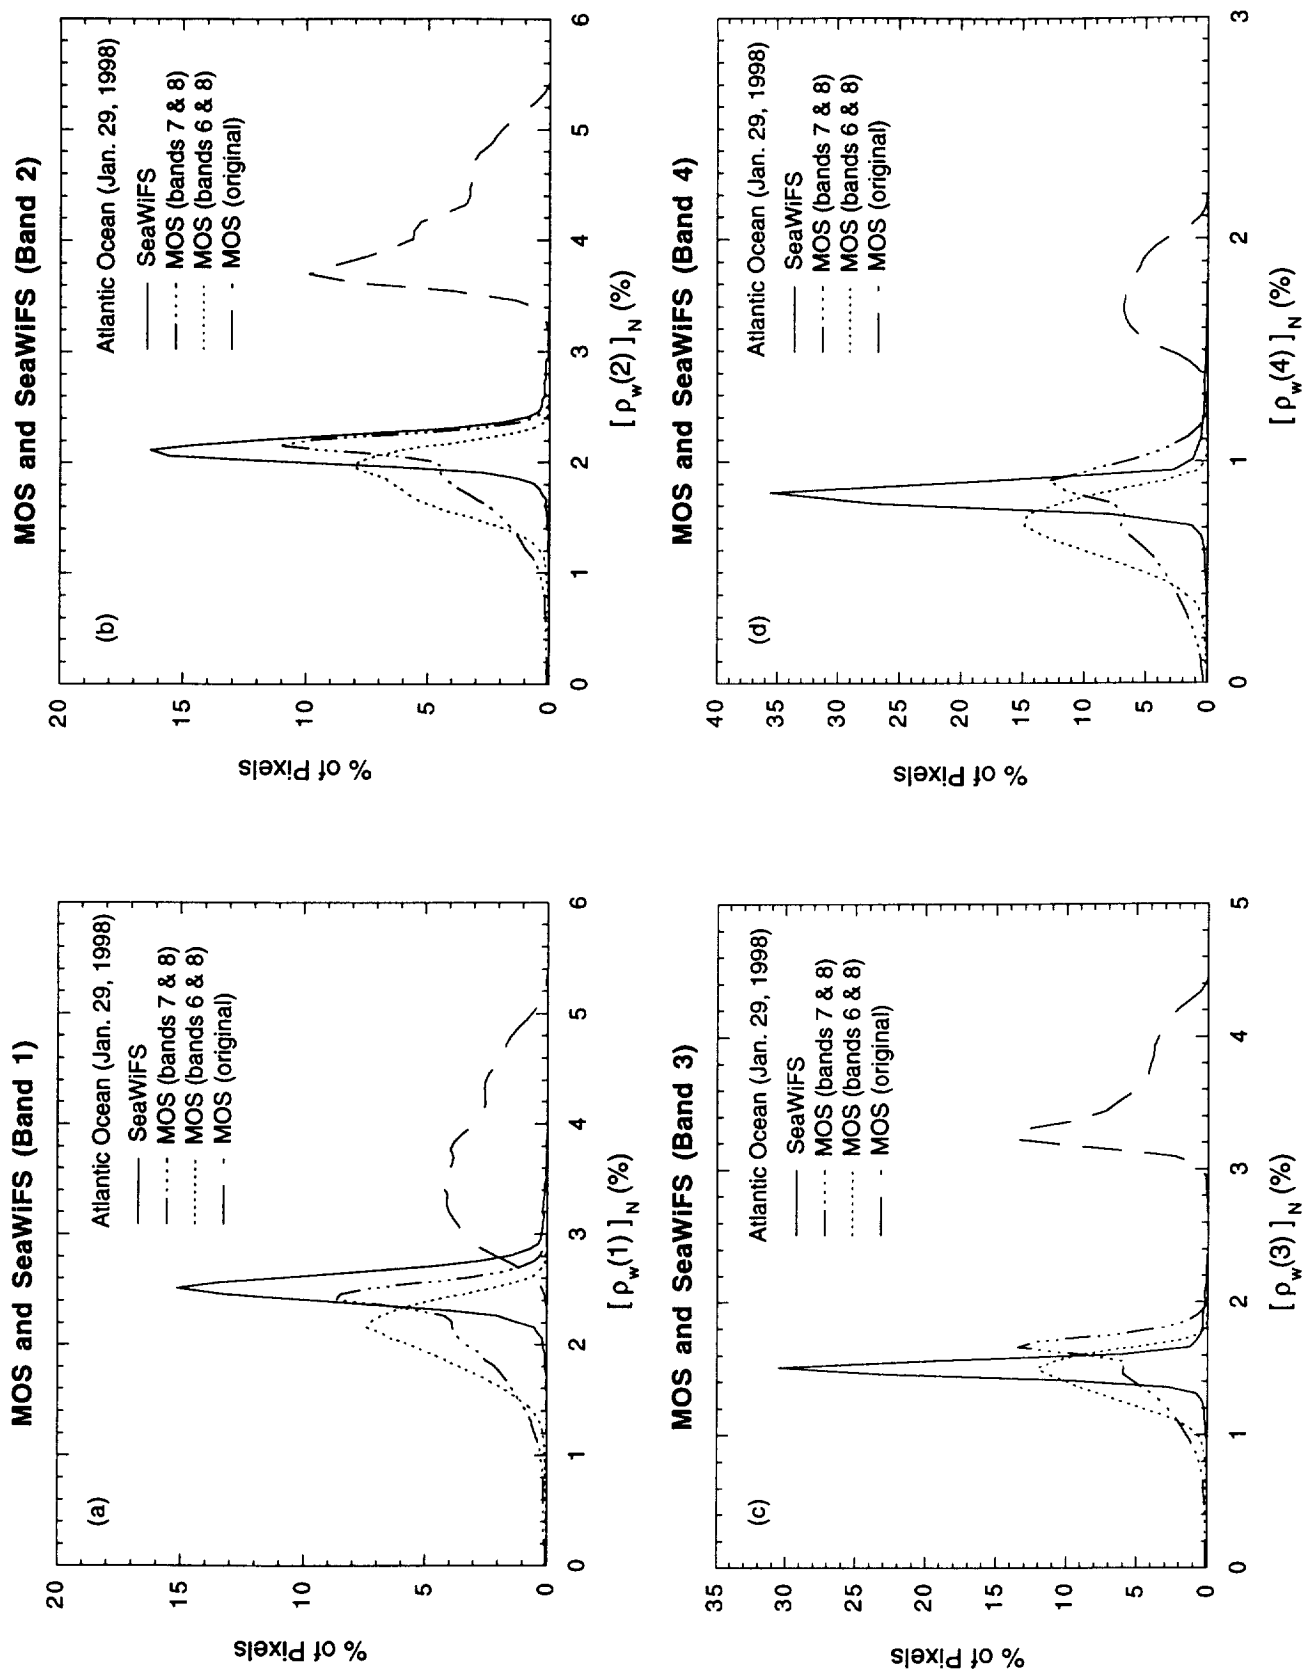 MOS and SeaWiFS (Band 1)
(a)
Atlantic Ocean (Jan. 29, 1998)
SeaWiFS
MOS (bands 7 & 8)
MOS (bands 6 & 8)
MOS (original)
% of Pixels
20
15
10
5
0
0 1 2 3 4 5 6
[ ρw(1) ]N (%)
MOS and SeaWiFS (Band 2)
(b)
Atlantic Ocean (Jan. 29, 1998)
SeaWiFS
MOS (bands 7 & 8)
MOS (bands 6 & 8)
MOS (original)
% of Pixels
20
15
10
5
0
0 1 2 3 4 5 6
[ ρw(2) ]N (%)
MOS and SeaWiFS (Band 3)
(c)
Atlantic Ocean (Jan. 29, 1998)
SeaWiFS
MOS (bands 7 & 8)
MOS (bands 6 & 8)
MOS (original)
% of Pixels
35
30
25
20
15
10
5
0
0 1 2 3 4 5
[ ρw(3) ]N (%)
MOS and SeaWiFS (Band 4)
(d)
Atlantic Ocean (Jan. 29, 1998)
SeaWiFS
MOS (bands 7 & 8)
MOS (bands 6 & 8)
MOS (original)
% of Pixels
40
35
30
25
20
15
10
5
0
0 1 2 3
[ ρw(4) ]N (%)